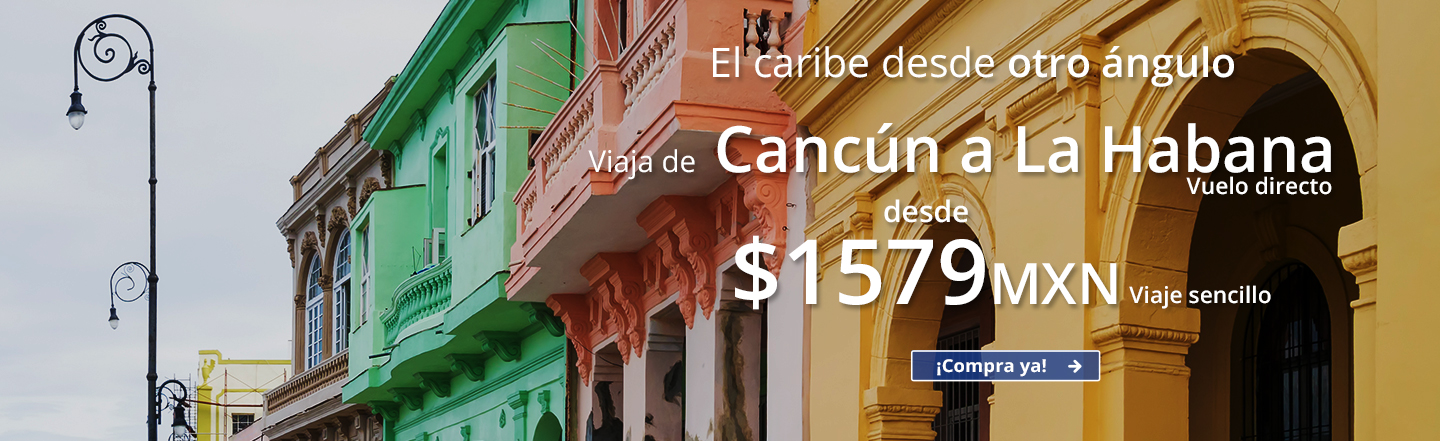 El caribe desde otro ángulo
Viaja de Cancún a La Habana
Vuelo directo
desde
$1579MXN Viaje sencillo
¡Compra ya! →